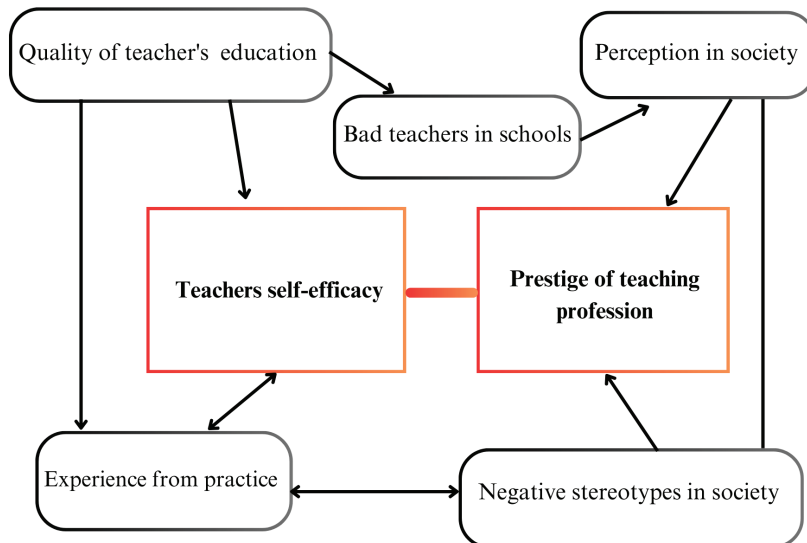 Quality of teacher's education
Perception in society
Bad teachers in schools
Teachers self-efficacy
Prestige of teaching
profession
Experience from practice
Negative stereotypes in society